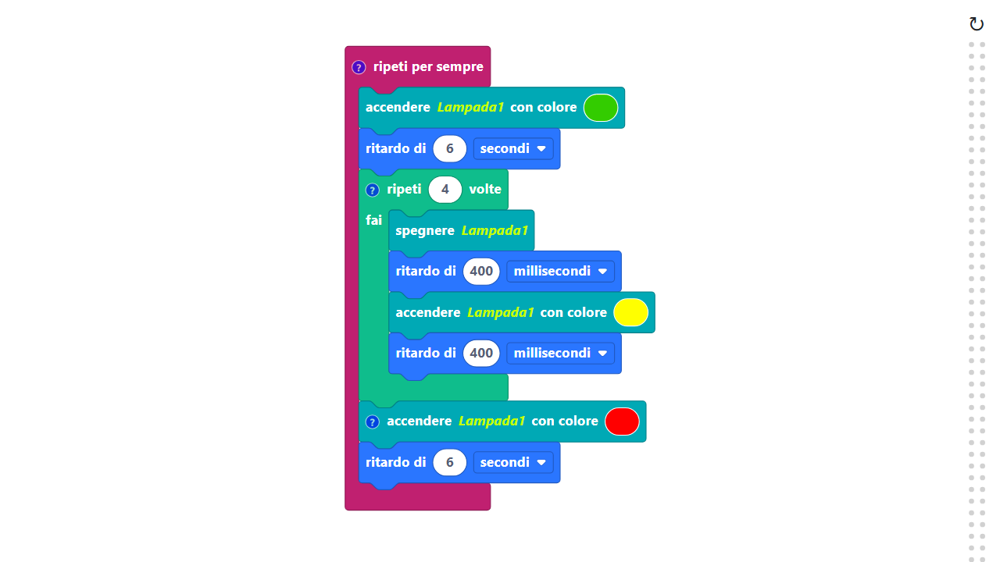 ? ripeti per sempre
accendere Lampada1 con colore
ritardo di 6 secondi
? ripeti 4 volte
fai
spegnere Lampada1
ritardo di 400 millisecondi
accendere Lampada1 con colore
ritardo di 400 millisecondi
? accendere Lampada1 con colore
ritardo di 6 secondi